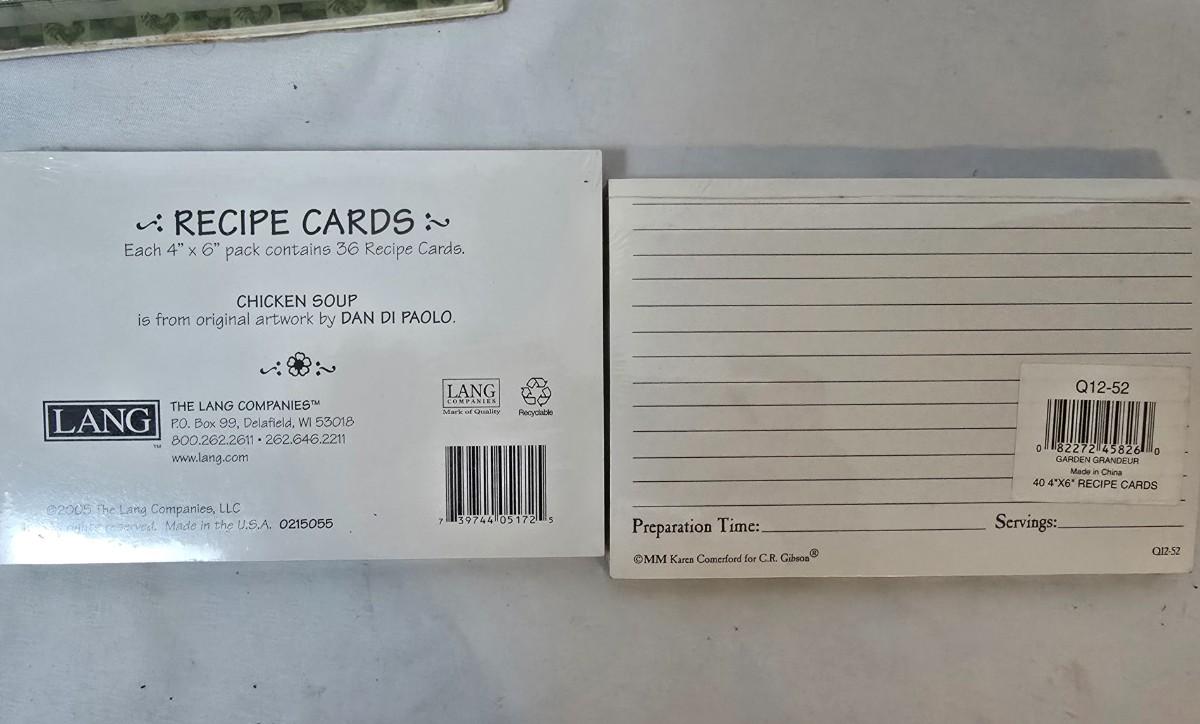 RECIPE CARDS
Each 4" x 6" pack contains 36 Recipe Cards.
CHICKEN SOUP
is from original artwork by DAN DI PAOLO.
LANG
™
THE LANG COMPANIES™
P.O. Box 99, Delafield, WI 53018
800.262.2611 • 262.646.2211
www.lang.com
LANG
COMPANIES
Mark of Quality
Recyclable
©2005 The Lang Companies, LLC
rights reserved. Made in the U.S.A. 0215055
7 39744 05172 5
Q12-52
0 82272 45826 0
GARDEN GRANDEUR
Made in China
40 4"X6" RECIPE CARDS
Preparation Time: Servings:
©MM Karen Comerford for C.R. Gibson®
Q12-52